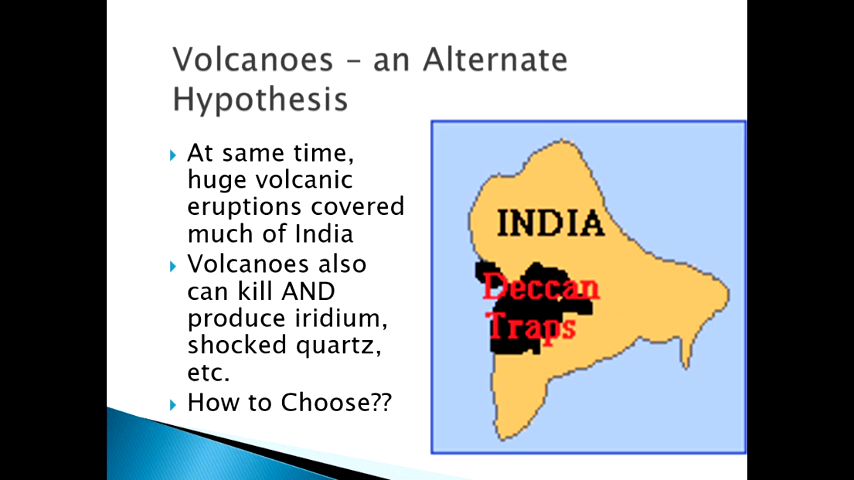 Volcanoes – an Alternate
Hypothesis
At same time,
huge volcanic
eruptions covered
much of India
Volcanoes also
can kill AND
produce iridium,
shocked quartz,
etc.
How to Choose??
INDIA
Deccan
Traps